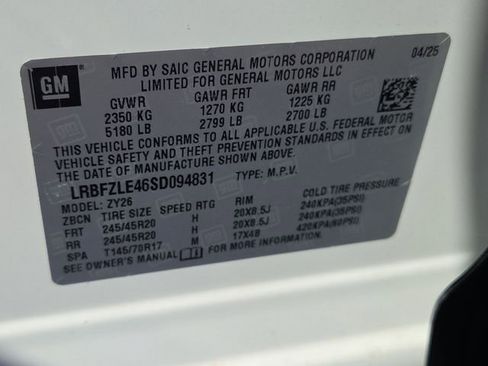 GM
MFD BY SAIC GENERAL MOTORS CORPORATION 04/25
LIMITED FOR GENERAL MOTORS LLC
GVWR GAWR FRT GAWR RR
2350 KG 1270 KG 1225 KG
5180 LB 2799 LB 2700 LB
THIS VEHICLE CONFORMS TO ALL APPLICABLE U.S. FEDERAL MOTOR
VEHICLE SAFETY AND THEFT PREVENTION STANDARDS IN EFFECT ON THE
DATE OF MANUFACTURE SHOWN ABOVE.
LRBFZLE46SD094831
MODEL: ZY26
ZBCN TIRE SIZE SPEED RTG RIM COLD TIRE PRESSURE
FRT 245/45R20 H 20X8.5J 240KPA(35PSI)
RR 245/45R20 H 20X8.5J 240KPA(35PSI)
SPA T145/70R17 M 17X4B 420KPA(60PSI)
SEE OWNER'S MANUAL FOR MORE INFORMATION